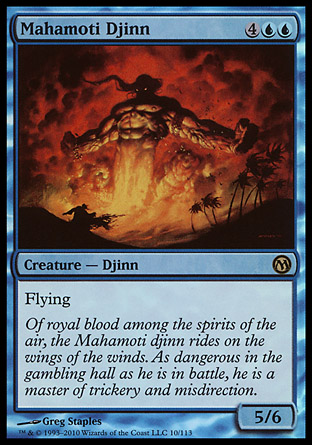 Mahamoti Djinn 4
Creature — Djinn
Flying
Of royal blood among the spirits of the
air, the Mahamoti djinn rides on the
wings of the winds. As dangerous in the
gambling hall as he is in battle, he is a
master of trickery and misdirection.
Greg Staples
5/6
™ & © 1993–2010 Wizards of the Coast LLC 10/113